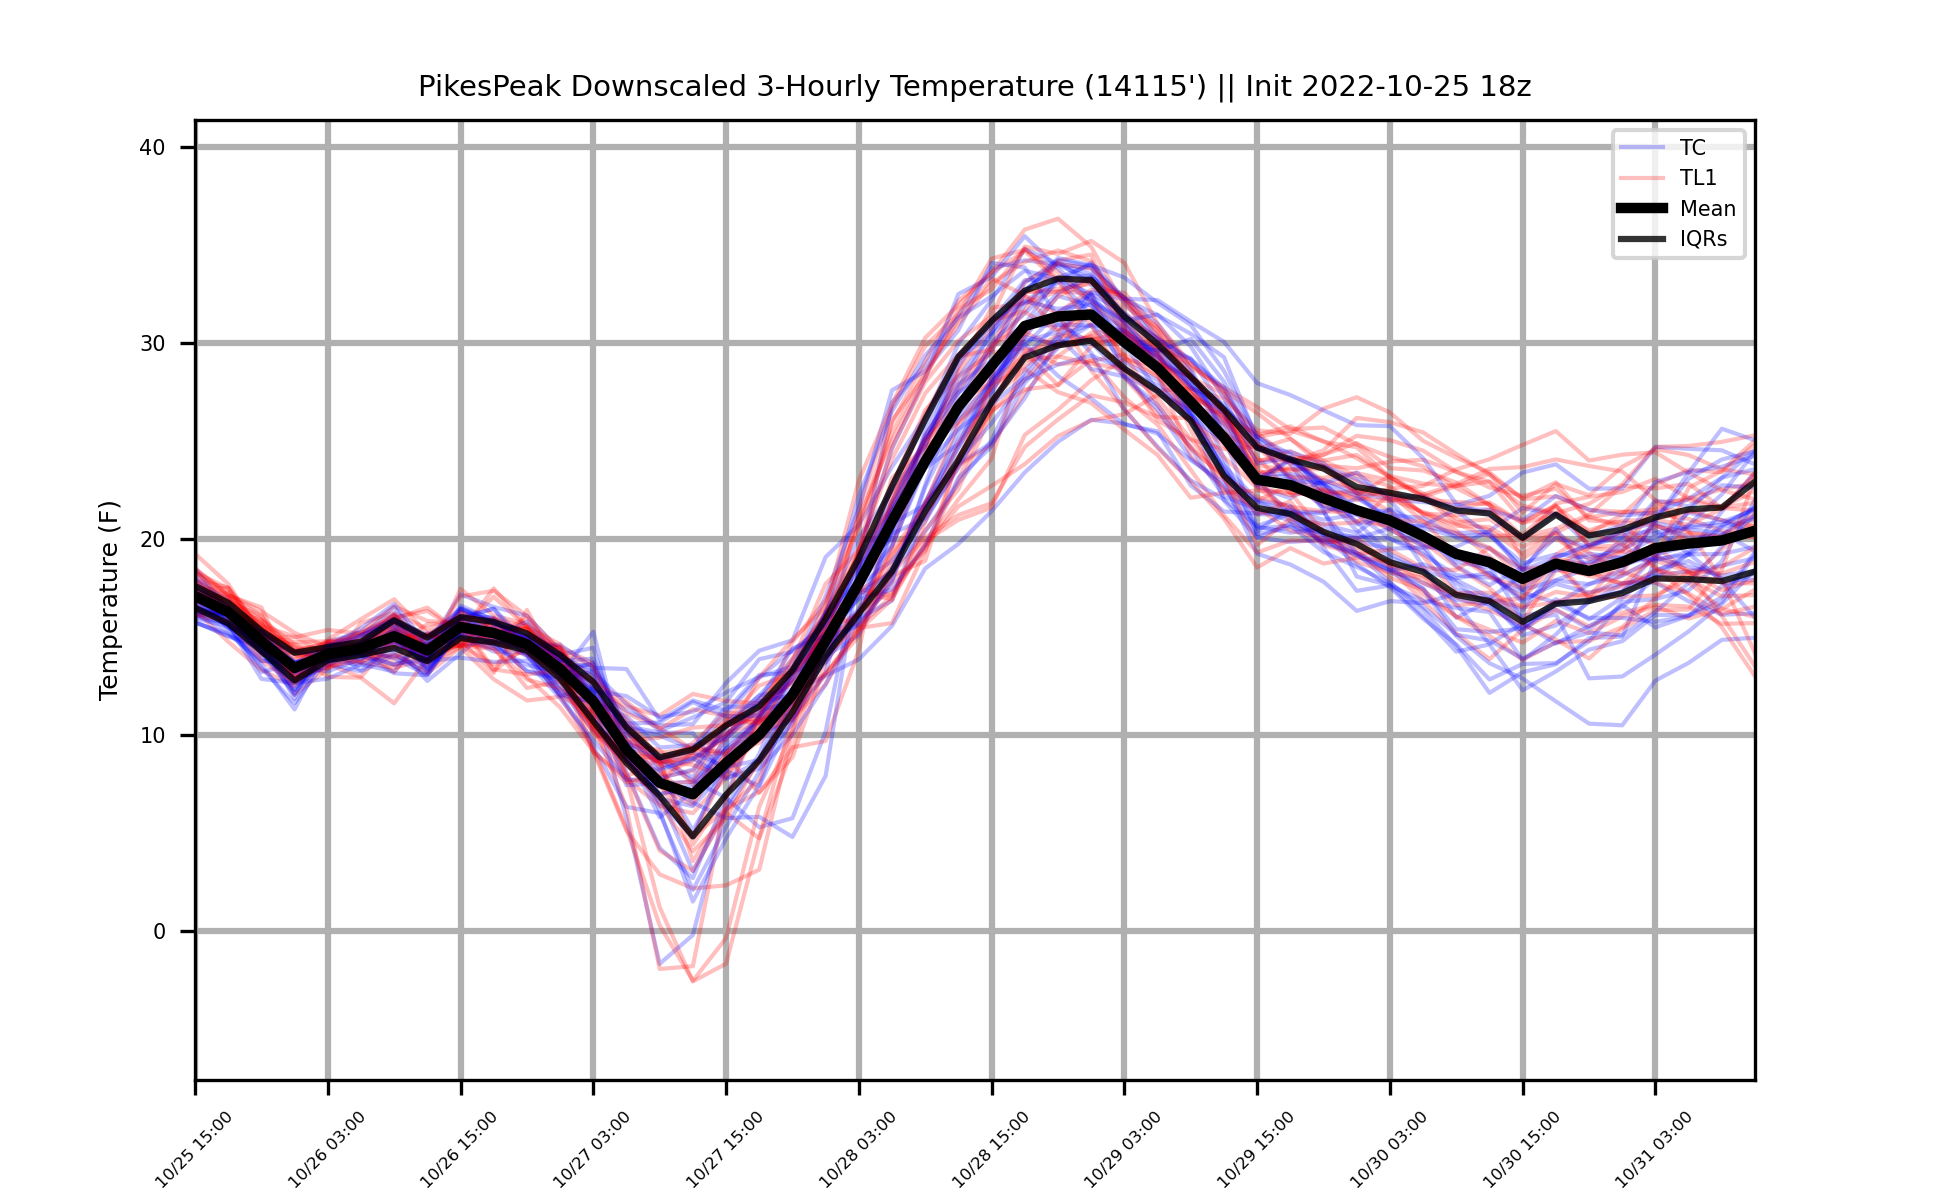 PikesPeak Downscaled 3-Hourly Temperature (14115') || Init 2022-10-25 18z
TC
TL1
Mean
IQRs
Temperature (F)
40
30
20
10
0
10/25 15:00
10/26 03:00
10/26 15:00
10/27 03:00
10/27 15:00
10/28 03:00
10/28 15:00
10/29 03:00
10/29 15:00
10/30 03:00
10/30 15:00
10/31 03:00